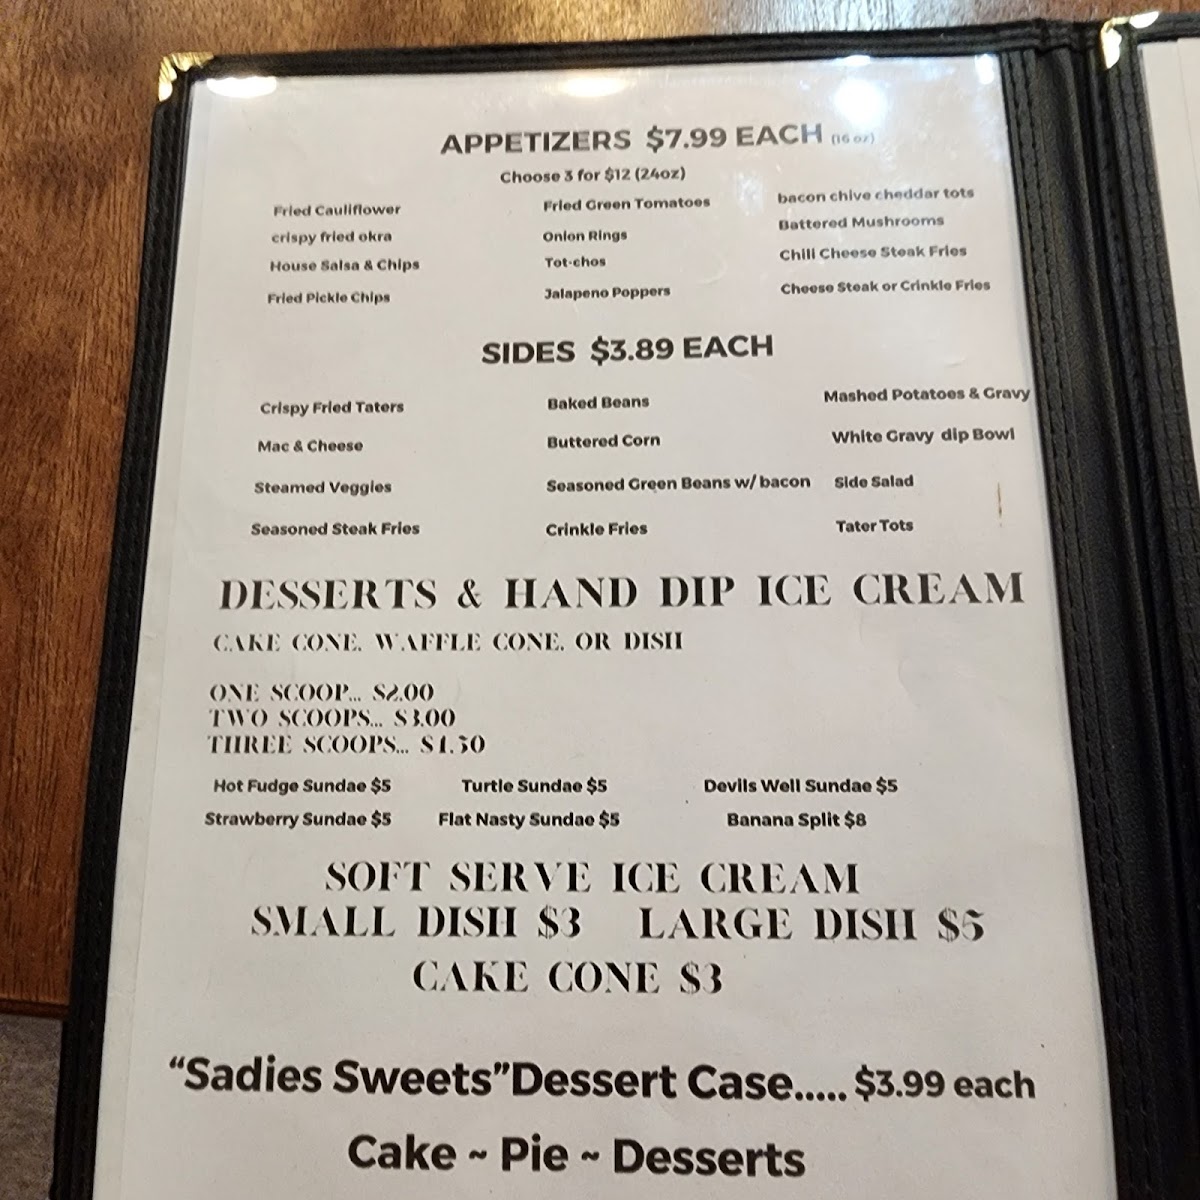 APPETIZERS $7.99 EACH (16 oz)
Choose 3 for $12 (24oz)
Fried Cauliflower Fried Green Tomatoes bacon chive cheddar tots
crispy fried okra Onion Rings Battered Mushrooms
House Salsa & Chips Tot-chos Chili Cheese Steak Fries
Fried Pickle Chips Jalapeno Poppers Cheese Steak or Crinkle Fries
SIDES $3.89 EACH
Crispy Fried Taters Baked Beans Mashed Potatoes & Gravy
Mac & Cheese Buttered Corn White Gravy dip Bowl
Steamed Veggies Seasoned Green Beans w/ bacon Side Salad
Seasoned Steak Fries Crinkle Fries Tater Tots
DESSERTS & HAND DIP ICE CREAM
CAKE CONE, WAFFLE CONE, OR DISH
ONE SCOOP... $2.00
TWO SCOOPS... $3.00
THREE SCOOPS... $4.50
Hot Fudge Sundae $5 Turtle Sundae $5 Devils Well Sundae $5
Strawberry Sundae $5 Flat Nasty Sundae $5 Banana Split $8
SOFT SERVE ICE CREAM
SMALL DISH $3 LARGE DISH $5
CAKE CONE $3
“Sadies Sweets”Dessert Case..... $3.99 each
Cake ~ Pie ~ Desserts